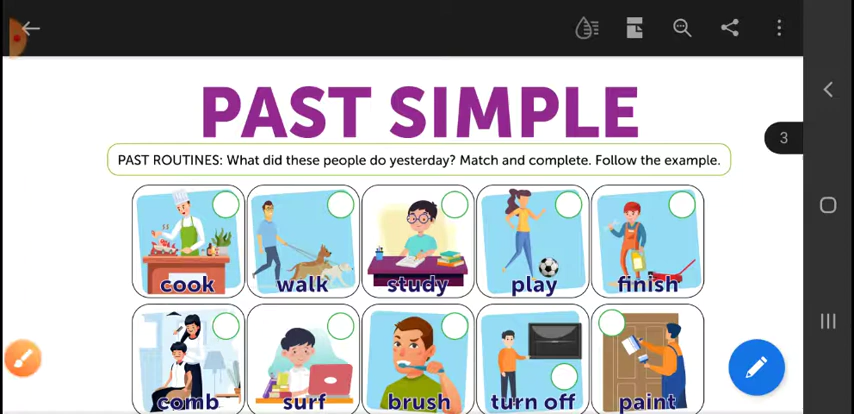 PAST SIMPLE
3
PAST ROUTINES: What did these people do yesterday? Match and complete. Follow the example.
cook walk study play finish
comb surf brush turn off paint